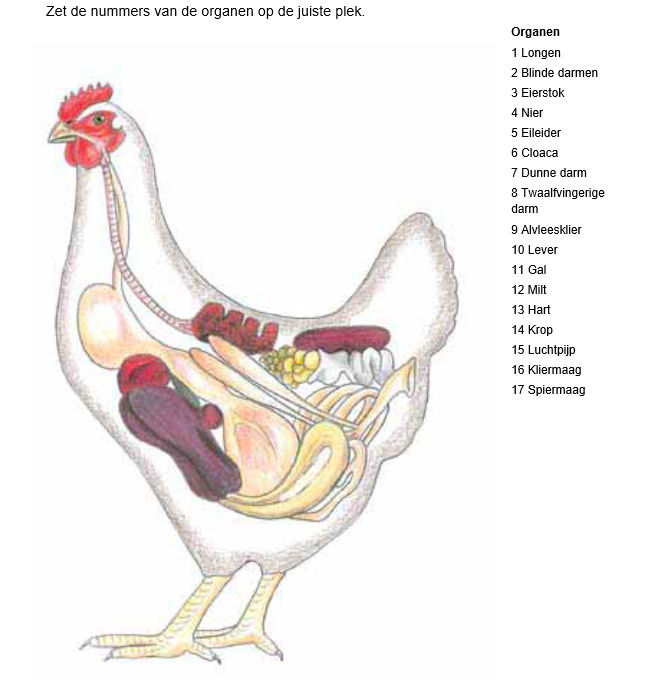 Zet de nummers van de organen op de juiste plek.
Organen
1 Longen
2 Blinde darmen
3 Eierstok
4 Nier
5 Eileider
6 Cloaca
7 Dunne darm
8 Twaalfvingerige
darm
9 Alvleesklier
10 Lever
11 Gal
12 Milt
13 Hart
14 Krop
15 Luchtpijp
16 Kliermaag
17 Spiermaag